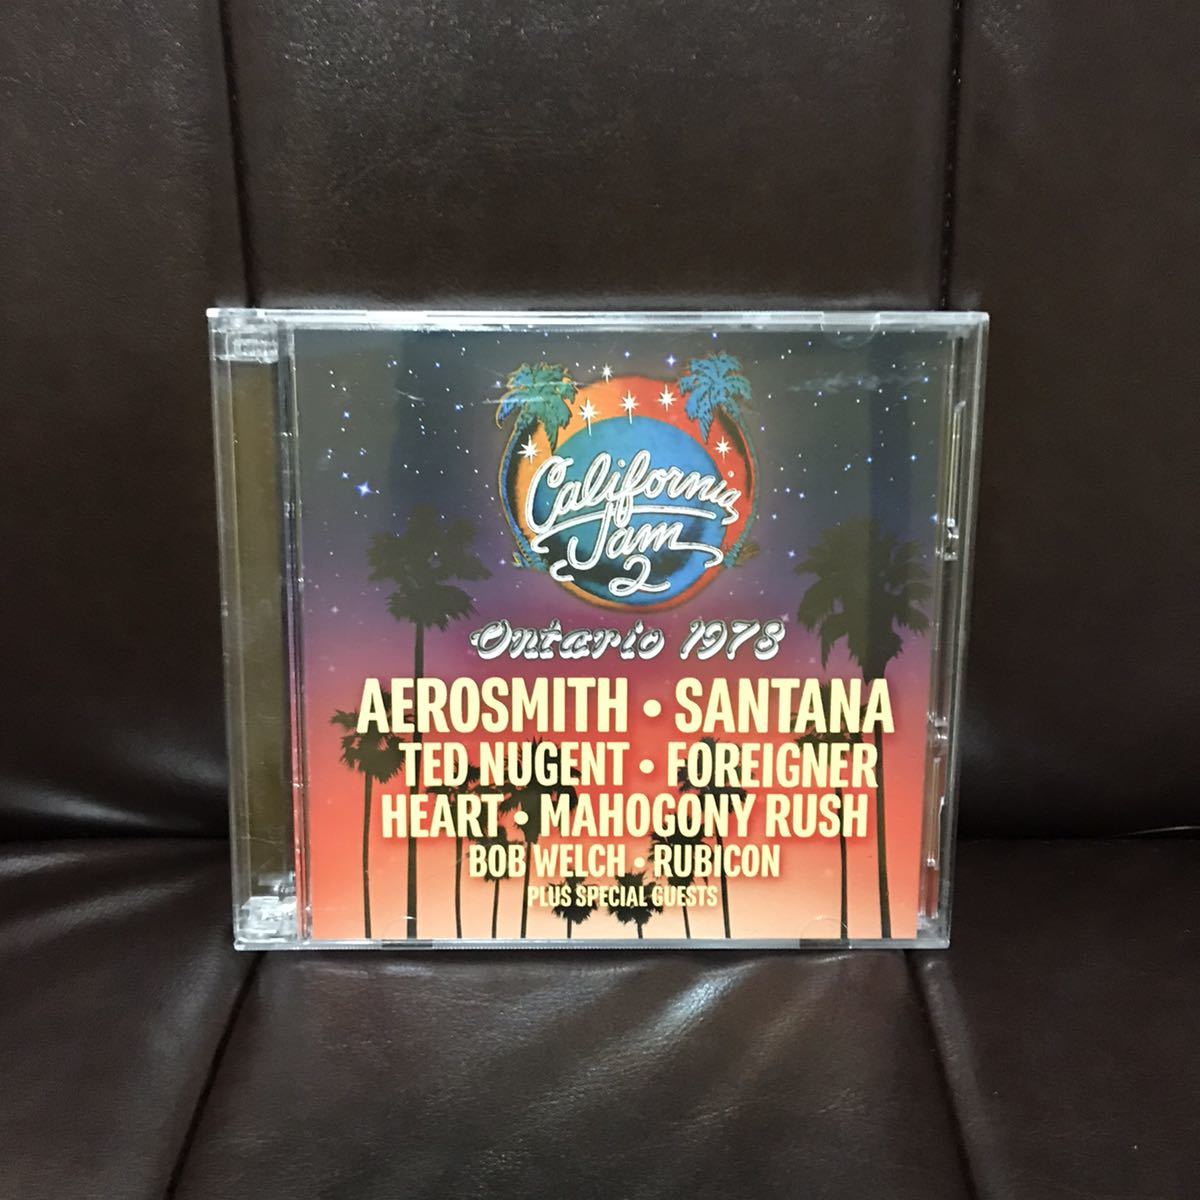 California
Jam
2
Ontario 1978
AEROSMITH • SANTANA
TED NUGENT • FOREIGNER
HEART • MAHOGONY RUSH
BOB WELCH • RUBICON
PLUS SPECIAL GUESTS